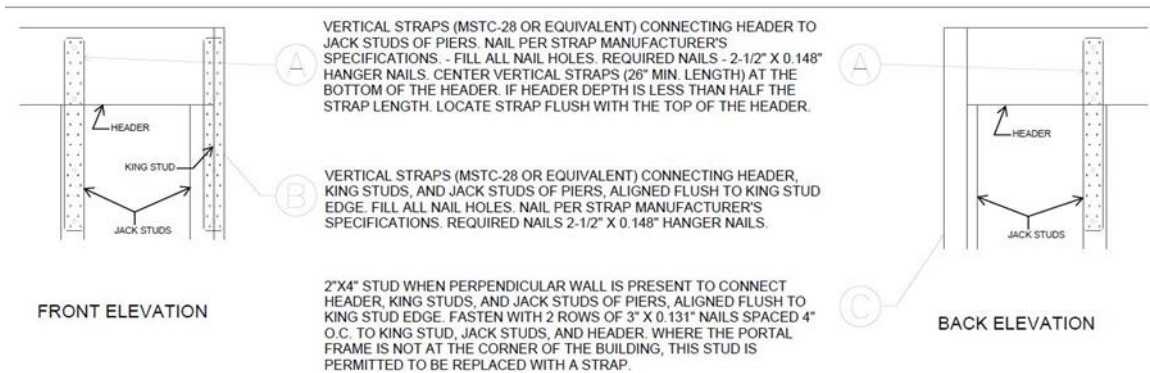 VERTICAL STRAPS (MSTC-28 OR EQUIVALENT) CONNECTING HEADER TO
JACK STUDS OF PIERS. NAIL PER STRAP MANUFACTURER'S
SPECIFICATIONS. - FILL ALL NAIL HOLES. REQUIRED NAILS - 2-1/2" X 0.148"
HANGER NAILS. CENTER VERTICAL STRAPS (26" MIN. LENGTH) AT THE
BOTTOM OF THE HEADER. IF HEADER DEPTH IS LESS THAN HALF THE
STRAP LENGTH. LOCATE STRAP FLUSH WITH THE TOP OF THE HEADER.
A
A
HEADER
HEADER
KING STUD
B
VERTICAL STRAPS (MSTC-28 OR EQUIVALENT) CONNECTING HEADER,
KING STUDS, AND JACK STUDS OF PIERS, ALIGNED FLUSH TO KING STUD
EDGE. FILL ALL NAIL HOLES. NAIL PER STRAP MANUFACTURER'S
SPECIFICATIONS. REQUIRED NAILS 2-1/2" X 0.148" HANGER NAILS.
JACK STUDS
JACK STUDS
FRONT ELEVATION
2"X4" STUD WHEN PERPENDICULAR WALL IS PRESENT TO CONNECT
HEADER, KING STUDS, AND JACK STUDS OF PIERS, ALIGNED FLUSH TO
KING STUD EDGE. FASTEN WITH 2 ROWS OF 3" X 0.131" NAILS SPACED 4"
O.C. TO KING STUD, JACK STUDS, AND HEADER. WHERE THE PORTAL
FRAME IS NOT AT THE CORNER OF THE BUILDING, THIS STUD IS
PERMITTED TO BE REPLACED WITH A STRAP.
C
BACK ELEVATION